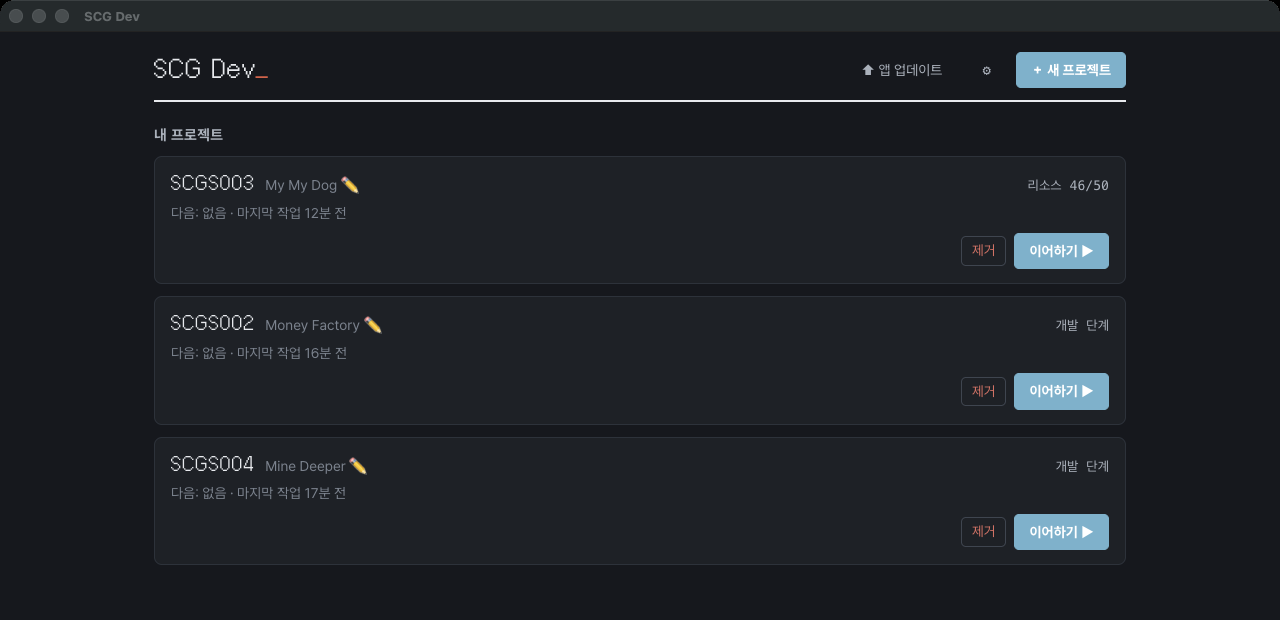 SCG Dev
SCG Dev_
앱 업데이트
+ 새 프로젝트
내 프로젝트
SCGS003 My My Dog
리소스 46/50
다음: 없음 · 마지막 작업 12분 전
제거
이어하기 ▶
SCGS002 Money Factory
개발 단계
다음: 없음 · 마지막 작업 16분 전
제거
이어하기 ▶
SCGS004 Mine Deeper
개발 단계
다음: 없음 · 마지막 작업 17분 전
제거
이어하기 ▶